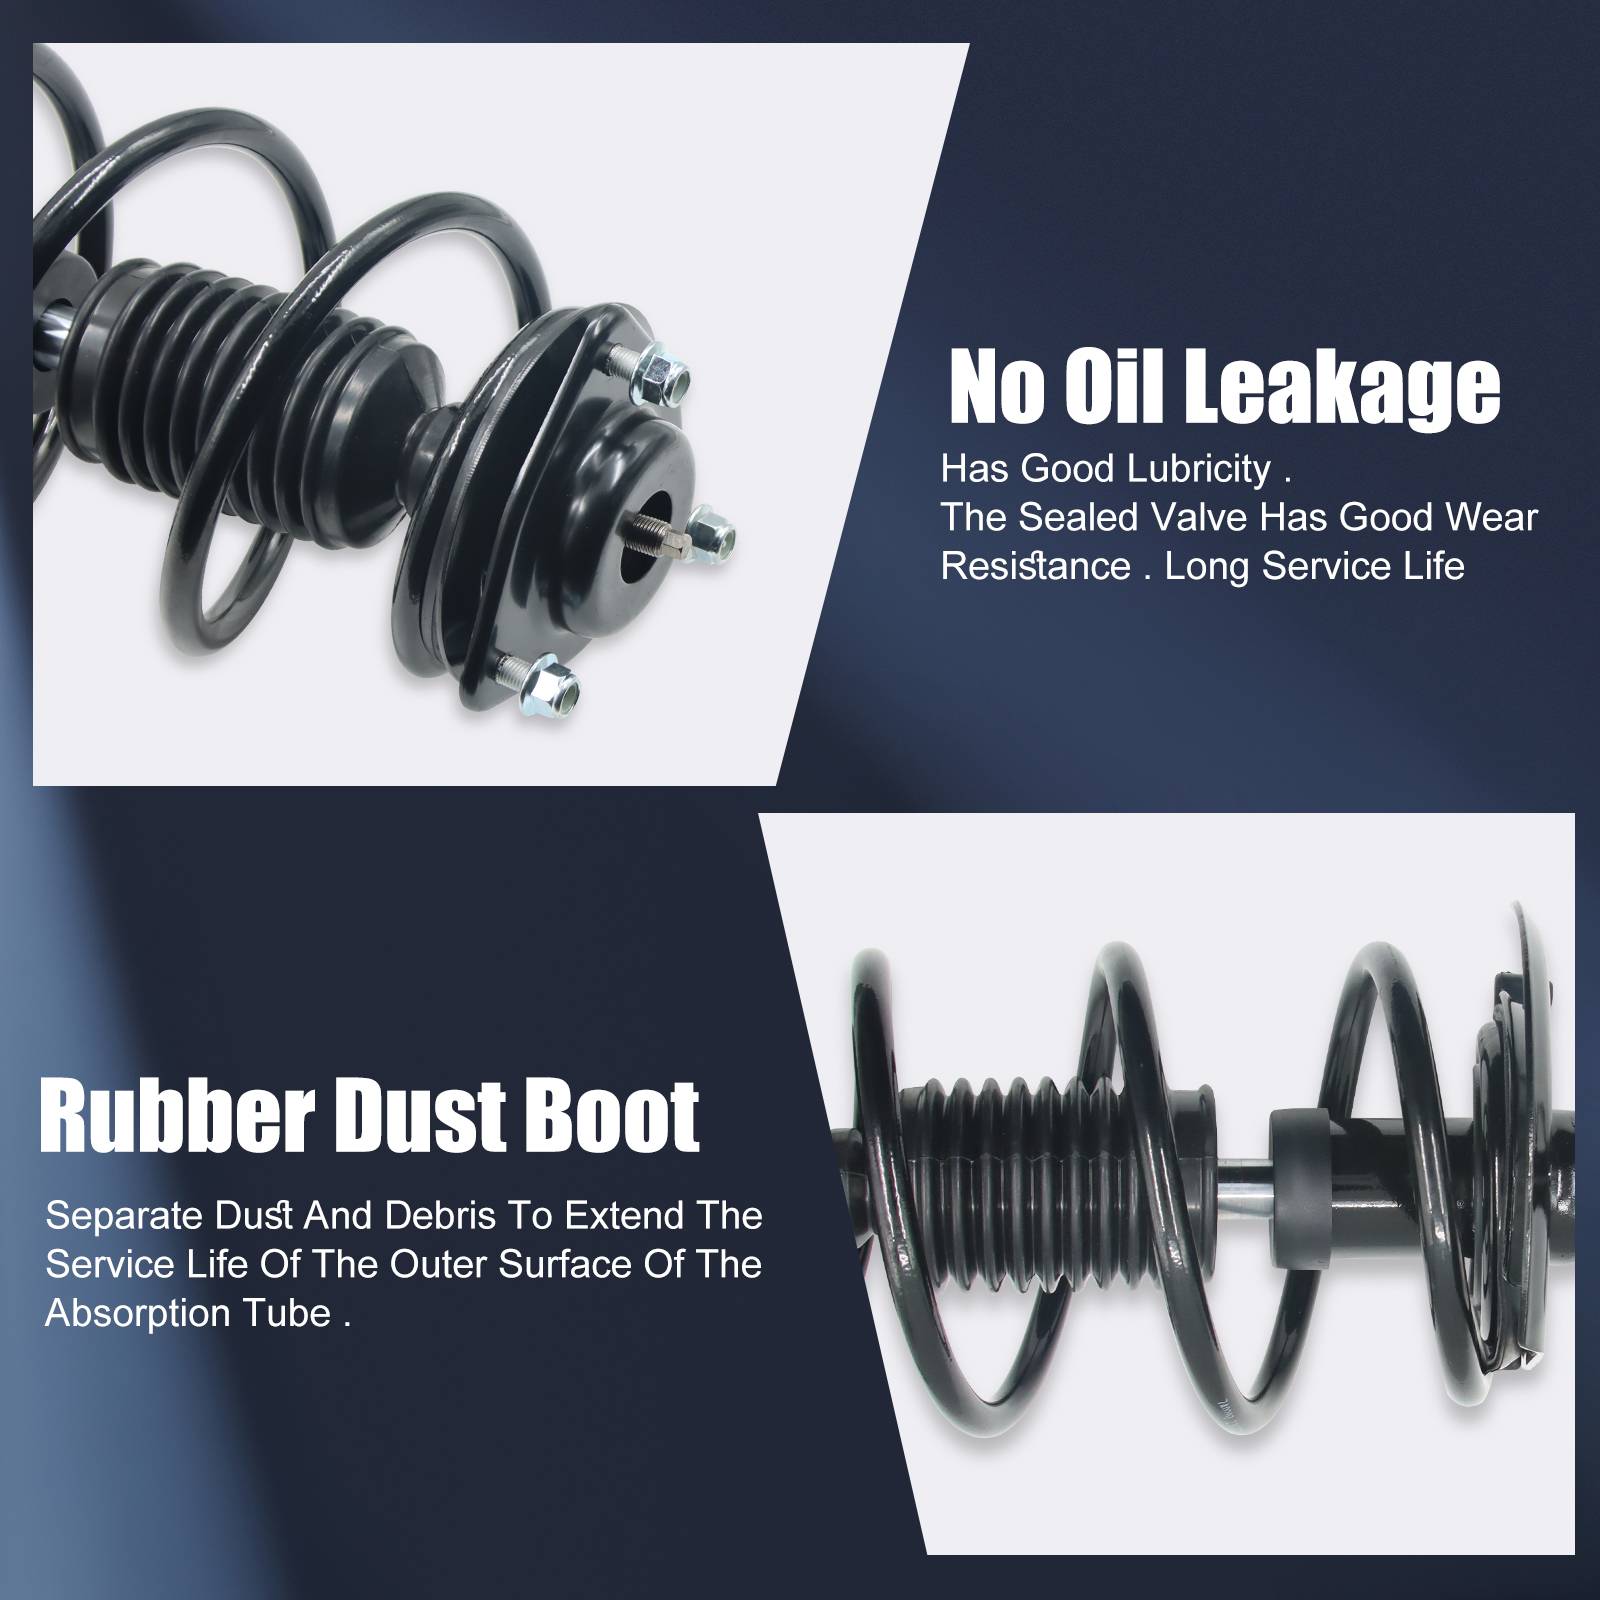 No Oil Leakage
Has Good Lubricity .
The Sealed Valve Has Good Wear
Resistance . Long Service Life
Rubber Dust Boot
Separate Dust And Debris To Extend The
Service Life Of The Outer Surface Of The
Absorption Tube .